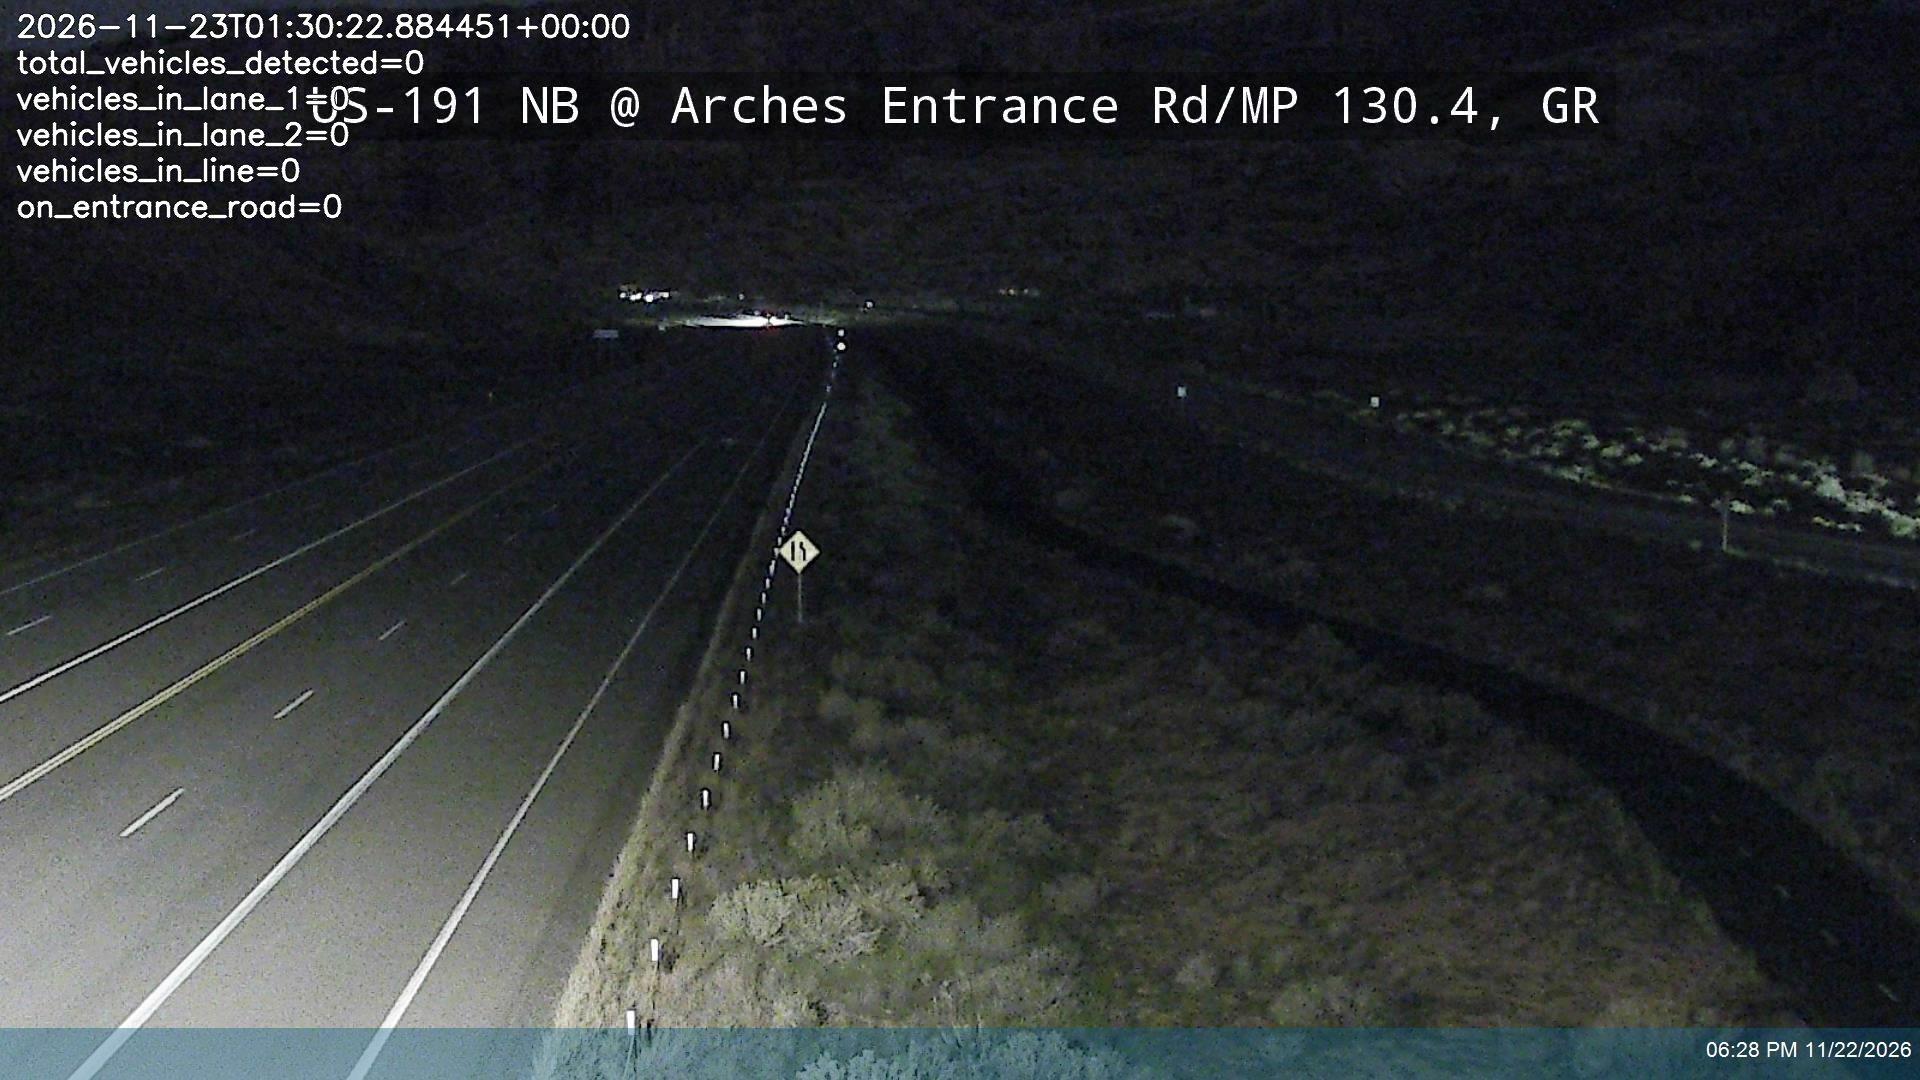 2026-11-23T01:30:22.884451+00:00
total_vehicles_detected=0
vehicles_in_lane_1=0
US-191 NB @ Arches Entrance Rd/MP 130.4, GR
vehicles_in_lane_2=0
vehicles_in_line=0
on_entrance_road=0
06:28 PM 11/22/2026